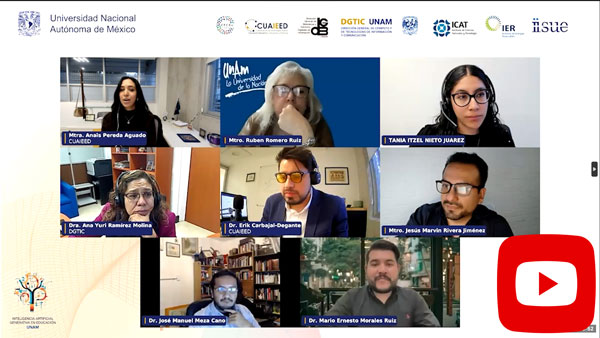 Universidad Nacional
Autónoma de México
CUAIEED
DGTIC UNAM
ICAT
IER
iisue
UNAM
La Universidad
de la Nación
Mtra. Anais Pereda Aguado
CUAIEED
Mtro. Ruben Romero Ruiz
TANIA ITZEL NIETO JUAREZ
Dra. Ana Yuri Ramírez Molina
DGTIC
Dr. Erik Carbajal-Degante
CUAIEED
Mtro. Jesús Marvin Rivera Jiménez
Dr. José Manuel Meza Cano
Dr. Mario Ernesto Morales Ruiz
INTELIGENCIA ARTIFICIAL
GENERATIVA EN EDUCACIÓN
UNAM